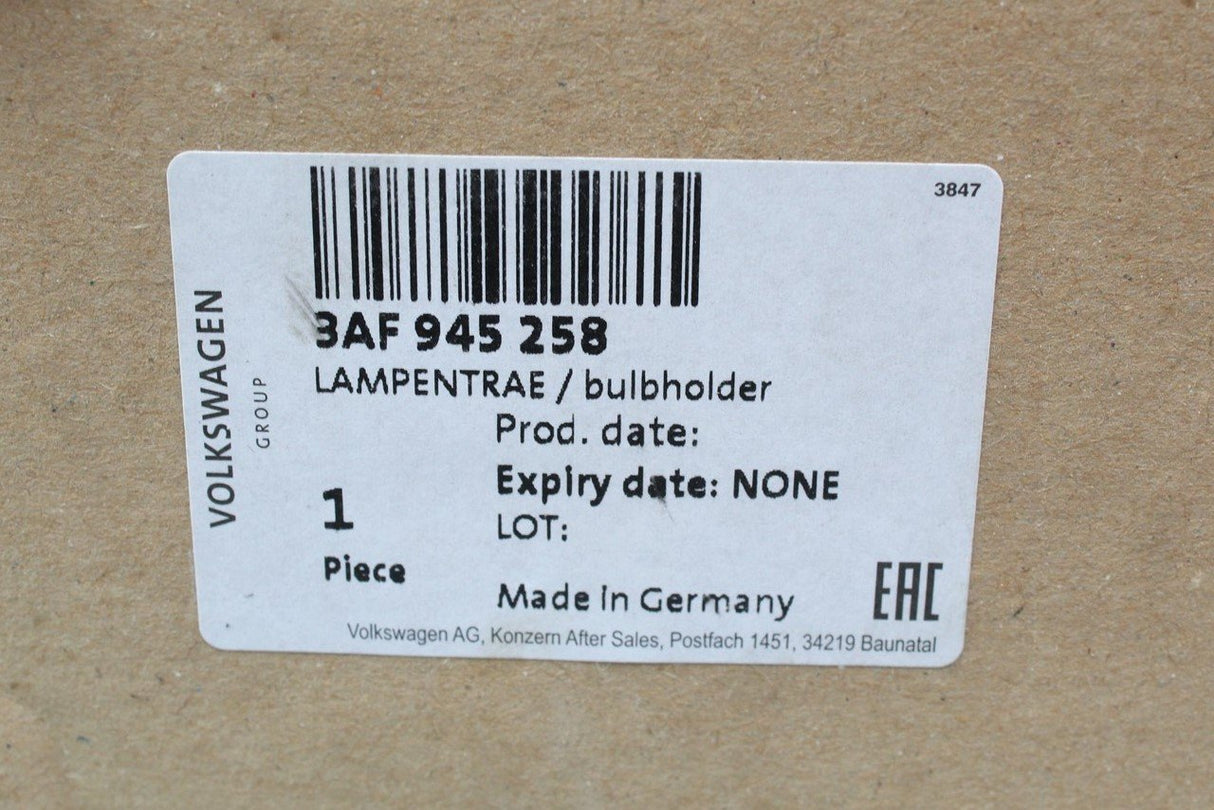 3847
3AF 945 258
LAMPENTRAE / bulbholder
Prod. date:
Expiry date: NONE
LOT:
1
Piece
Made in Germany
EAC
Volkswagen AG, Konzern After Sales, Postfach 1451, 34219 Baunatal
VOLKSWAGEN
GROUP